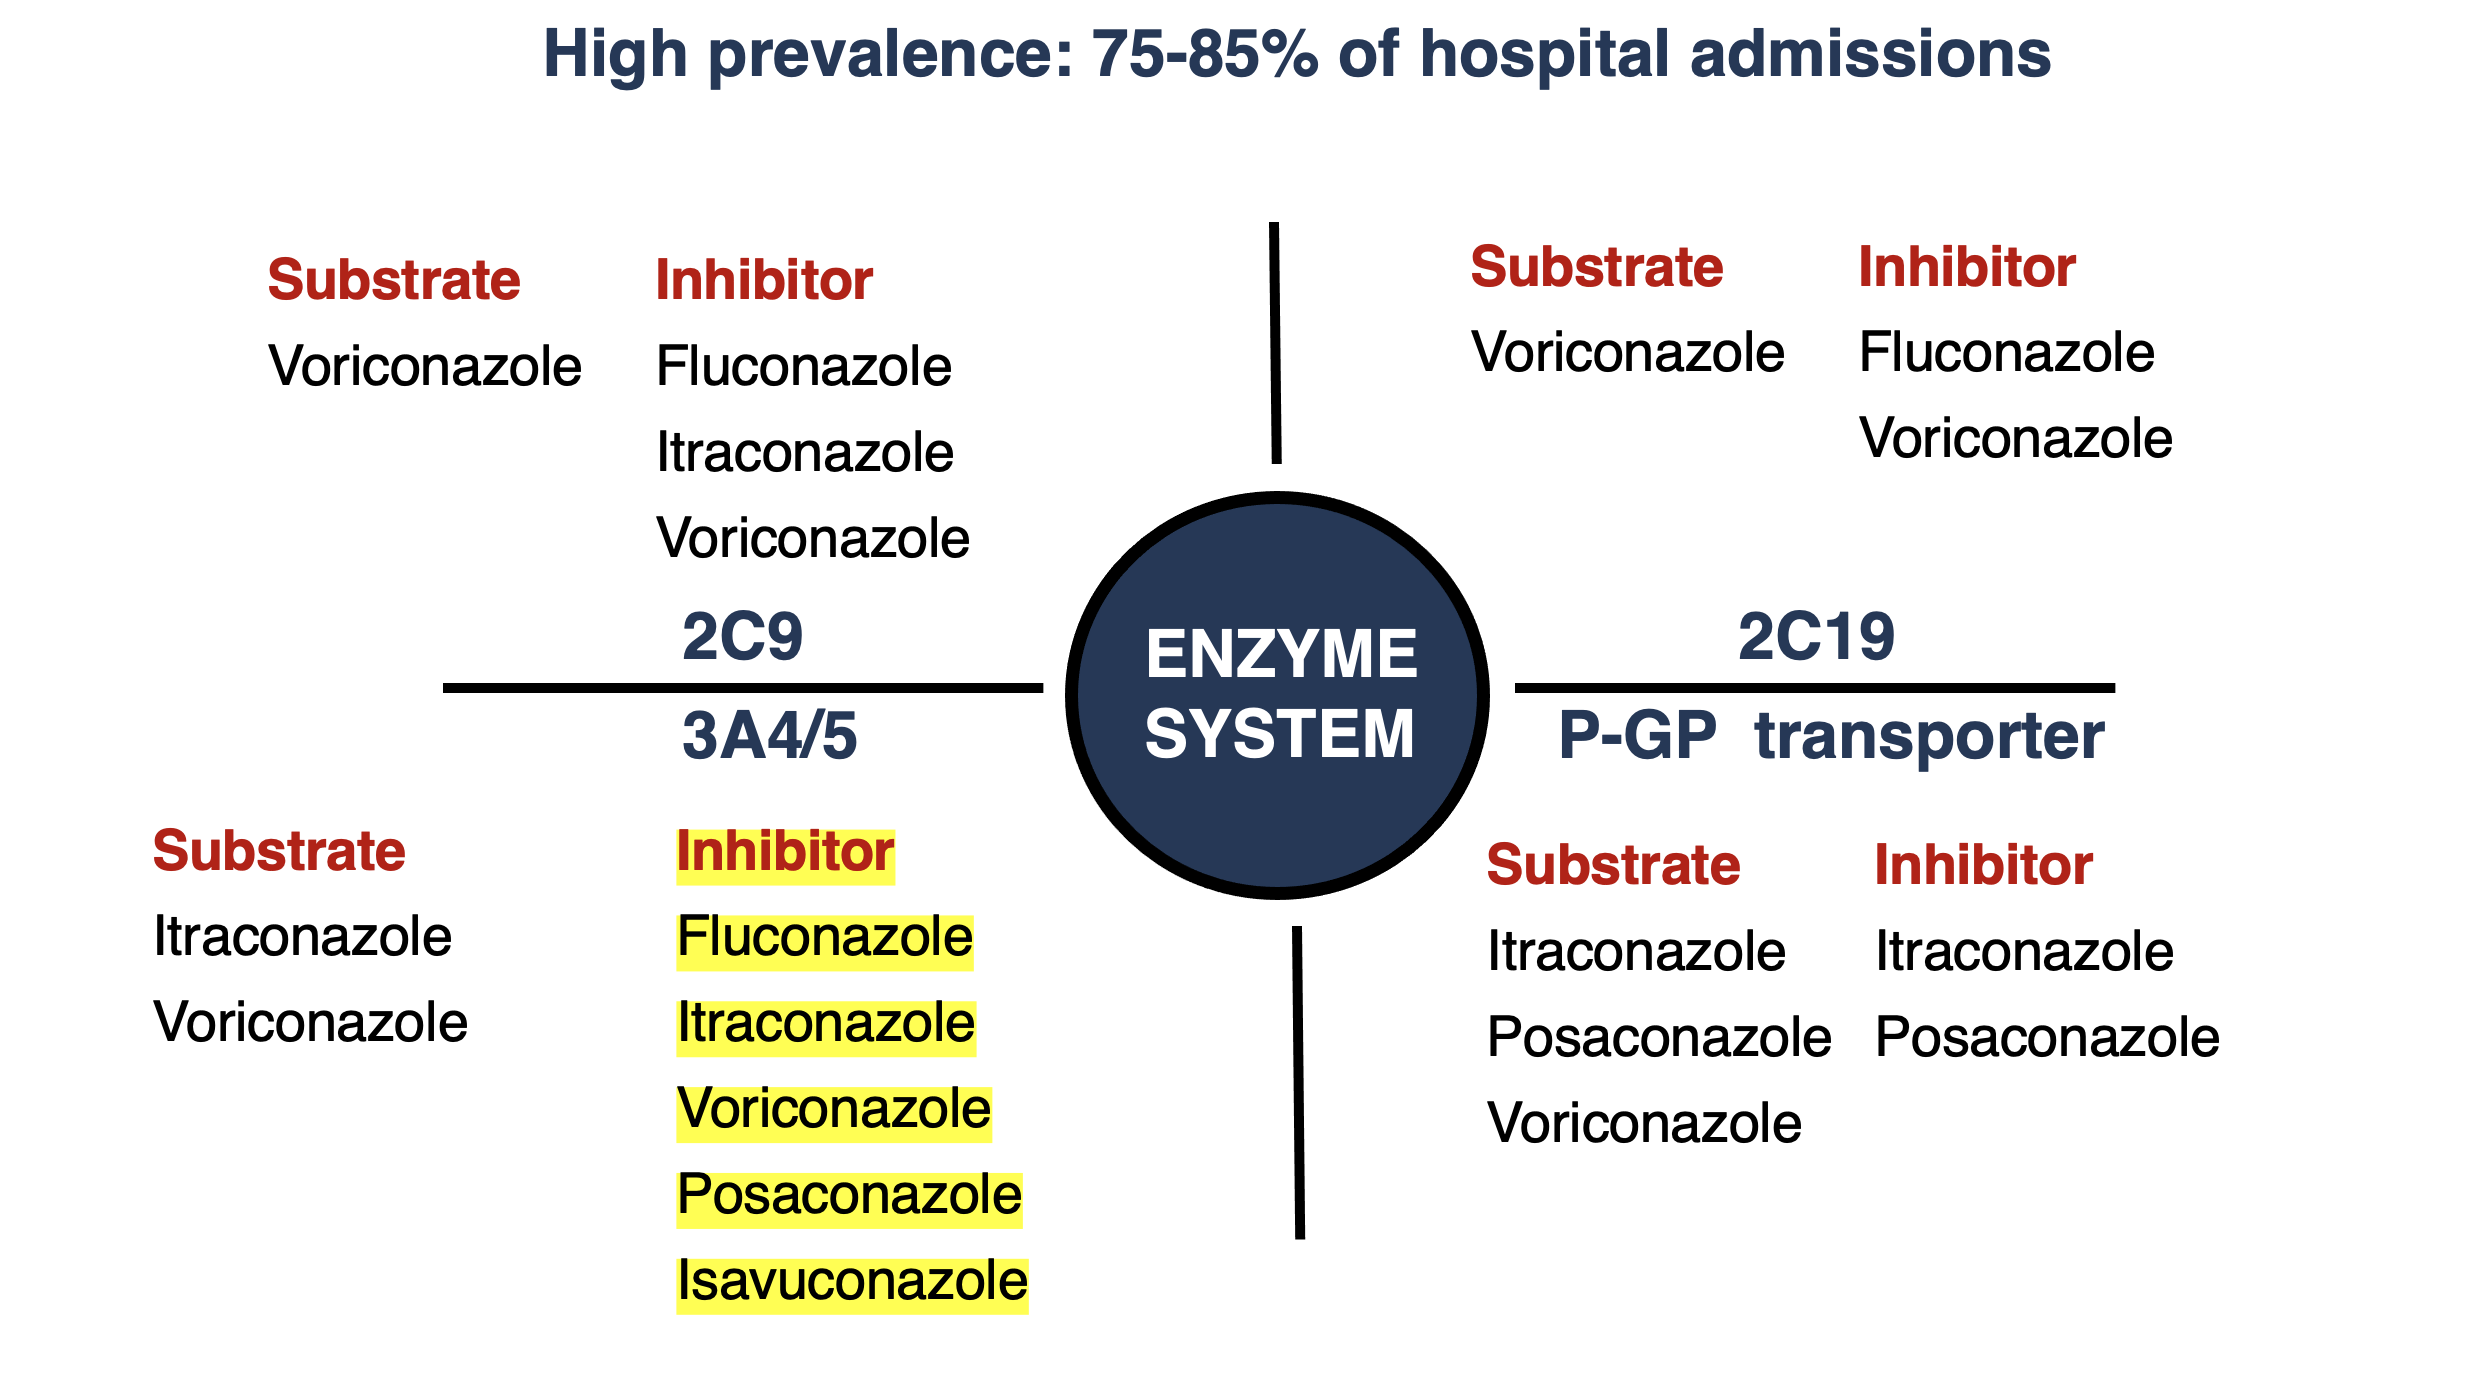 High prevalence: 75-85% of hospital admissions
Substrate Inhibitor
Voriconazole Fluconazole
Itraconazole
Voriconazole
2C9
Substrate Inhibitor
Voriconazole Fluconazole
Voriconazole
2C19
ENZYME
SYSTEM
3A4/5
Substrate Inhibitor
Itraconazole Fluconazole
Voriconazole Itraconazole
Voriconazole
Posaconazole
Isavuconazole
P-GP transporter
Substrate Inhibitor
Itraconazole Itraconazole
Posaconazole Posaconazole
Voriconazole